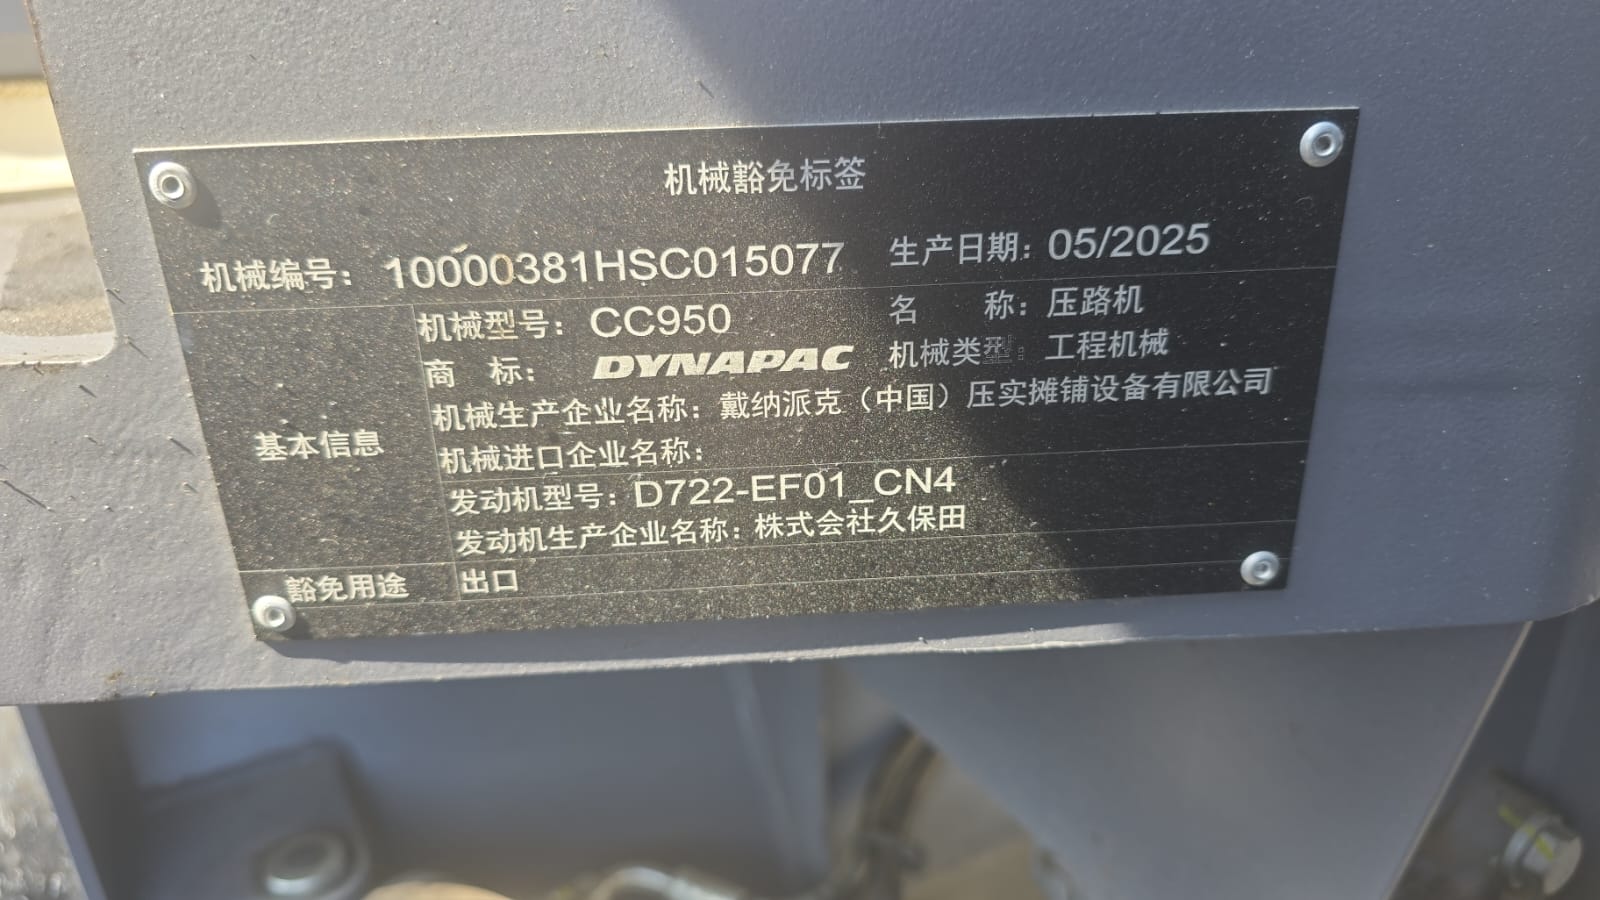 机械豁免标签
机械编号：10000381HSC015077 生产日期：05/2025
机械型号：CC950 名 称：压路机
商 标：DYNAPAC 机械类型：工程机械
机械生产企业名称：戴纳派克（中国）压实摊铺设备有限公司
基本信息
机械进口企业名称：
发动机型号：D722-EF01_CN4
发动机生产企业名称：株式会社久保田
豁免用途 出口